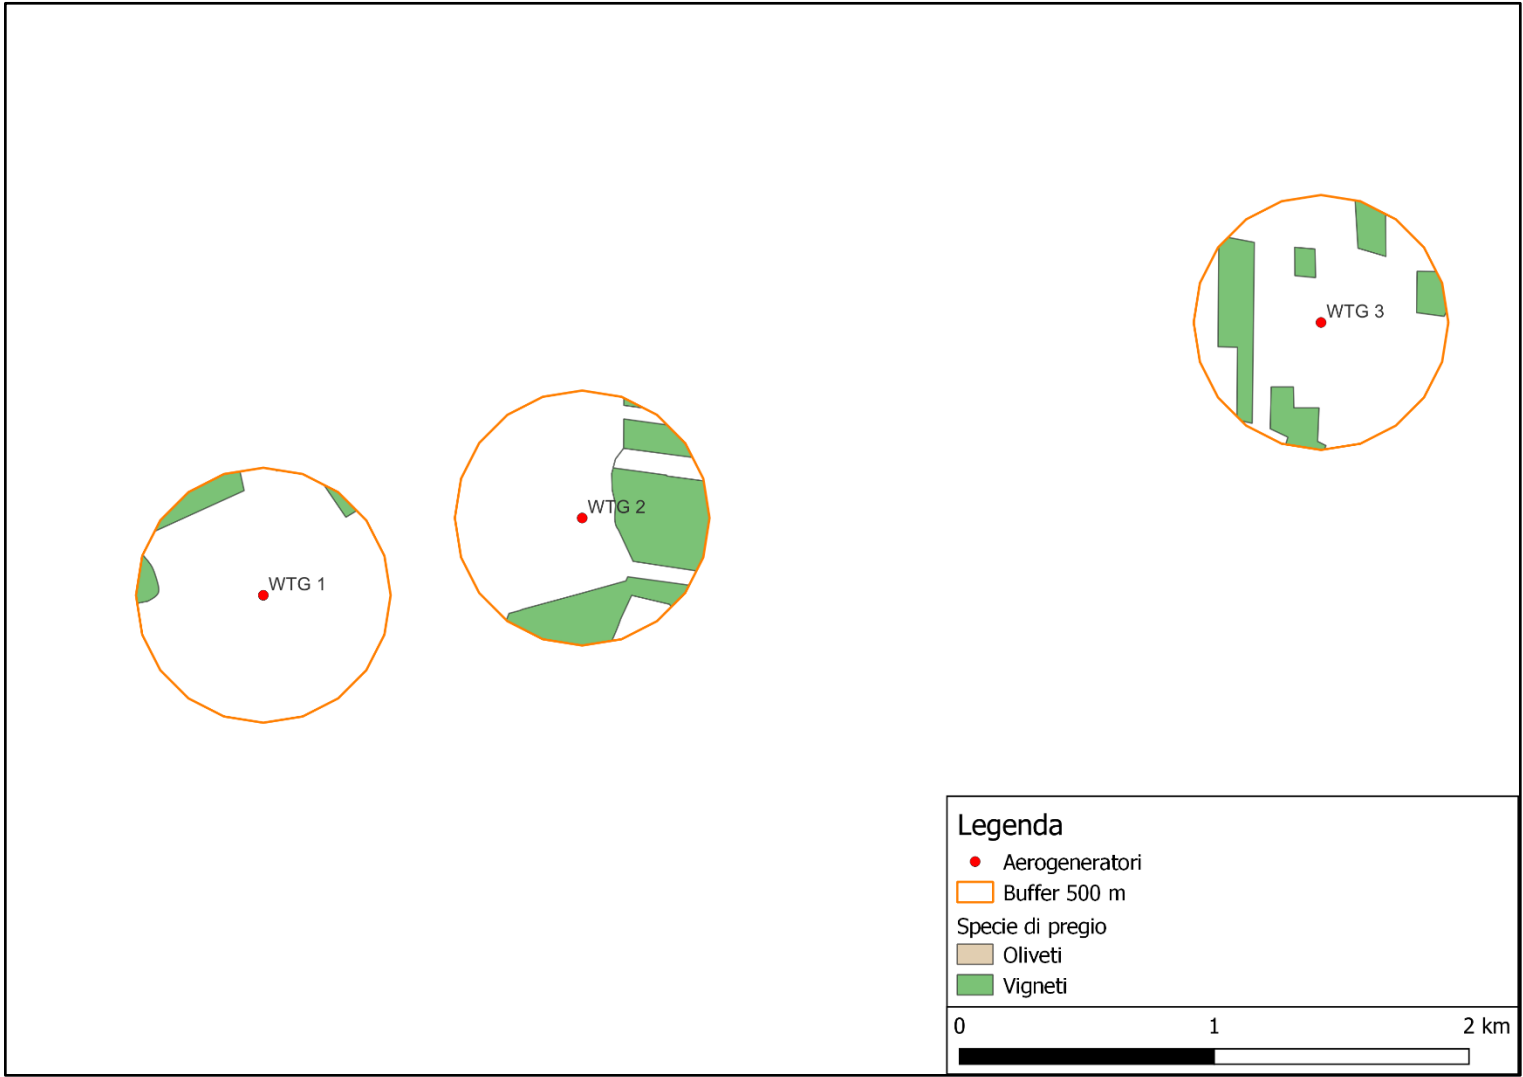 WTG 3
WTG 2
WTG 1
Legenda
Aerogeneratori
Buffer 500 m
Specie di pregio
Oliveti
Vigneti
0 1 2 km